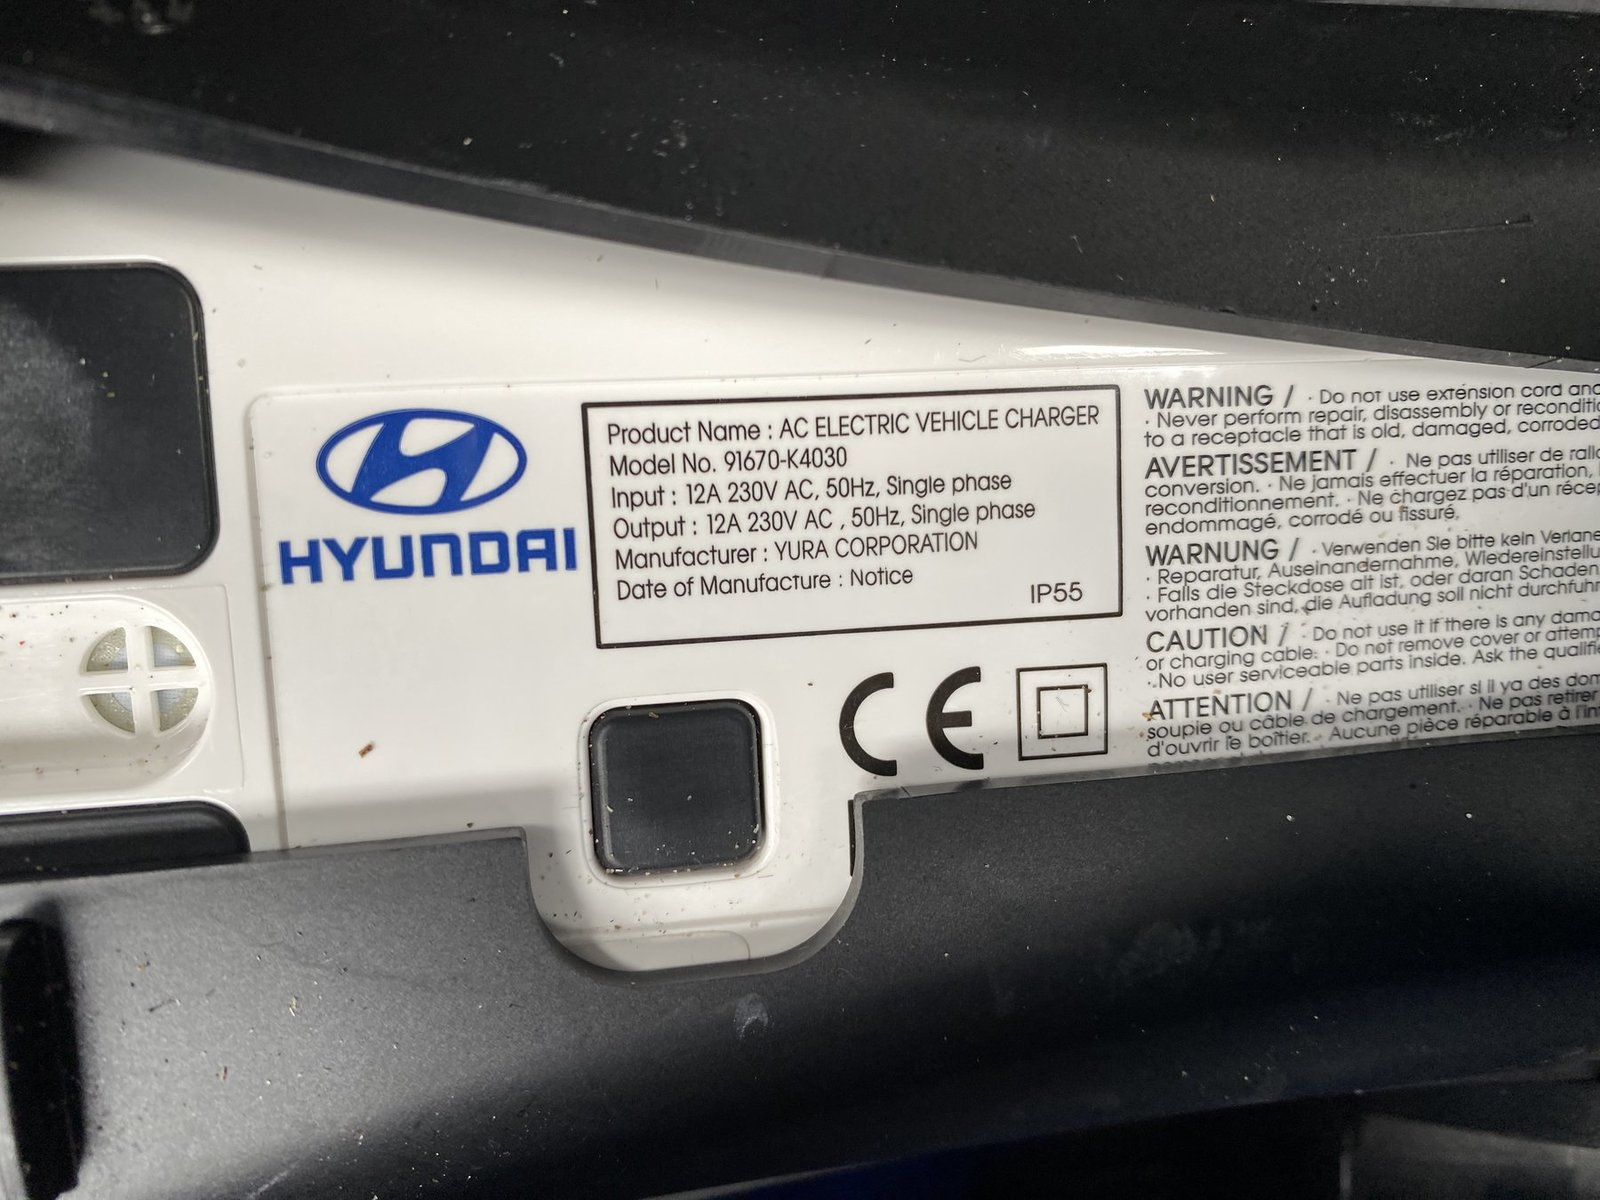 HYUNDAI
Product Name : AC ELECTRIC VEHICLE CHARGER
Model No. 91670-K4030
Input : 12A 230V AC, 50Hz, Single phase
Output : 12A 230V AC , 50Hz, Single phase
Manufacturer : YURA CORPORATION
Date of Manufacture : Notice
IP55
CE
WARNING / · Do not use extension cord and
· Never perform repair, disassembly or
to a receptacle that is old, damaged, corroded
AVERTISSEMENT / · Ne pas utiliser de
conversion. · Ne jamais effectuer la réparation,
reconditionnement. · Ne chargez pas d'un
endommagé, corrodé ou fissuré.
WARNUNG / · Verwenden Sie bitte kein
· Reparatur, Auseinandernahme,
· Falls die Steckdose alt ist, oder daran Schaden
vorhanden sind, die Aufladung soll nicht
CAUTION / · Do not use it if there is any
or charging cable. · Do not remove cover or
· No user serviceable parts inside. Ask the
ATTENTION / · Ne pas utiliser si il ya des
soupie ou câble de chargement. · Ne pas retirer
d'ouvrir le boîtier. · Aucune pièce réparable à